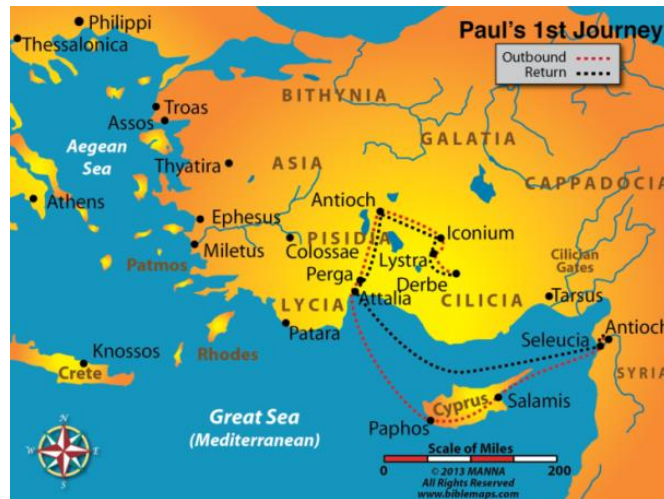 Paul's 1st Journey
Outbound
Return
Philippi
Thessalonica
BITHYNIA
Troas
Assos
GALATIA
Aegean
Sea
Thyatira
ASIA
CAPPADOCIA
Athens
Antioch
Ephesus
PISIDIA
Iconium
Miletus
Colossae
Lystra
Patmos
Perga
Derbe
Cilician
Gates
Attalia
CILICIA
Tarsus
LYCIA
Antioch
Patara
Seleucia
Knossos
Rhodes
SYRIA
Crete
Cyprus
Salamis
Great Sea
(Mediterranean)
Paphos
N
W
E
S
Scale of Miles
0
200
© 2013 MANNA
All Rights Reserved
www.biblemaps.com